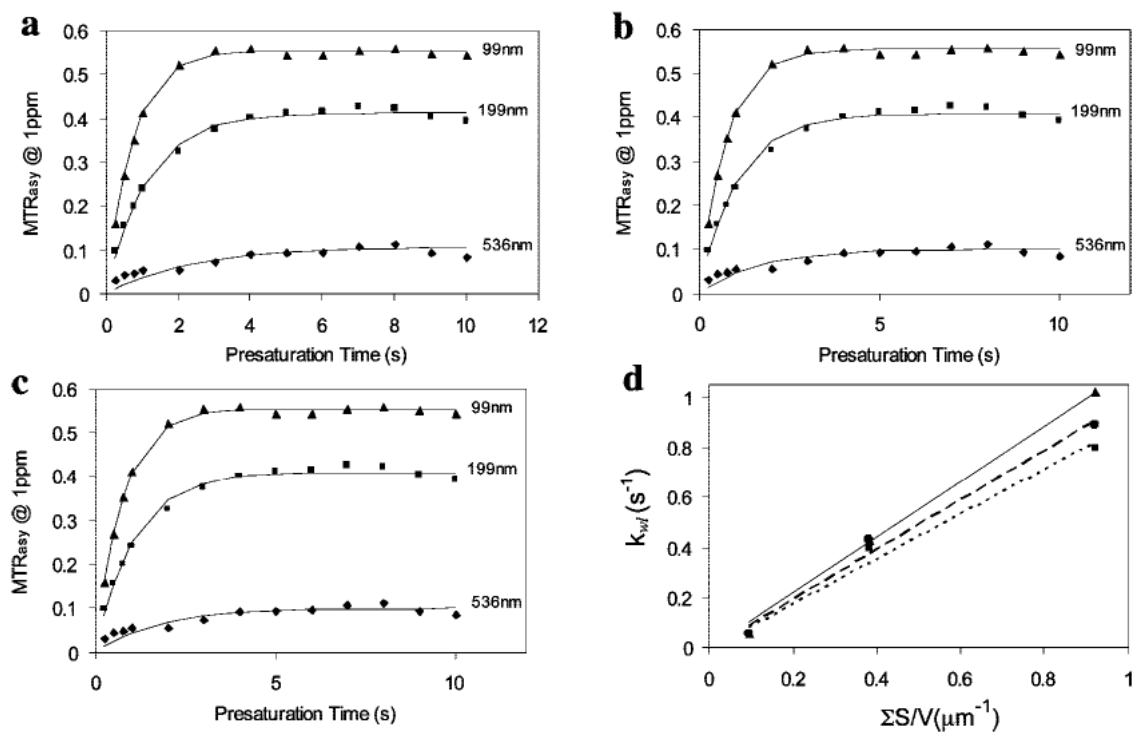 a
MTRasy @ 1ppm
0.6
0.5
0.4
0.3
0.2
0.1
0
99nm
199nm
536nm
0 2 4 6 8 10 12
Presaturation Time (s)
b
MTRasy @ 1ppm
0.6
0.5
0.4
0.3
0.2
0.1
0
99nm
199nm
536nm
0 5 10
Presaturation Time (s)
c
MTRasy @ 1ppm
0.6
0.5
0.4
0.3
0.2
0.1
0
99nm
199nm
536nm
0 5 10
Presaturation Time (s)
d
kwl (s-1)
1
0.8
0.6
0.4
0.2
0
0 0.2 0.4 0.6 0.8 1
ΣS/V(μm-1)